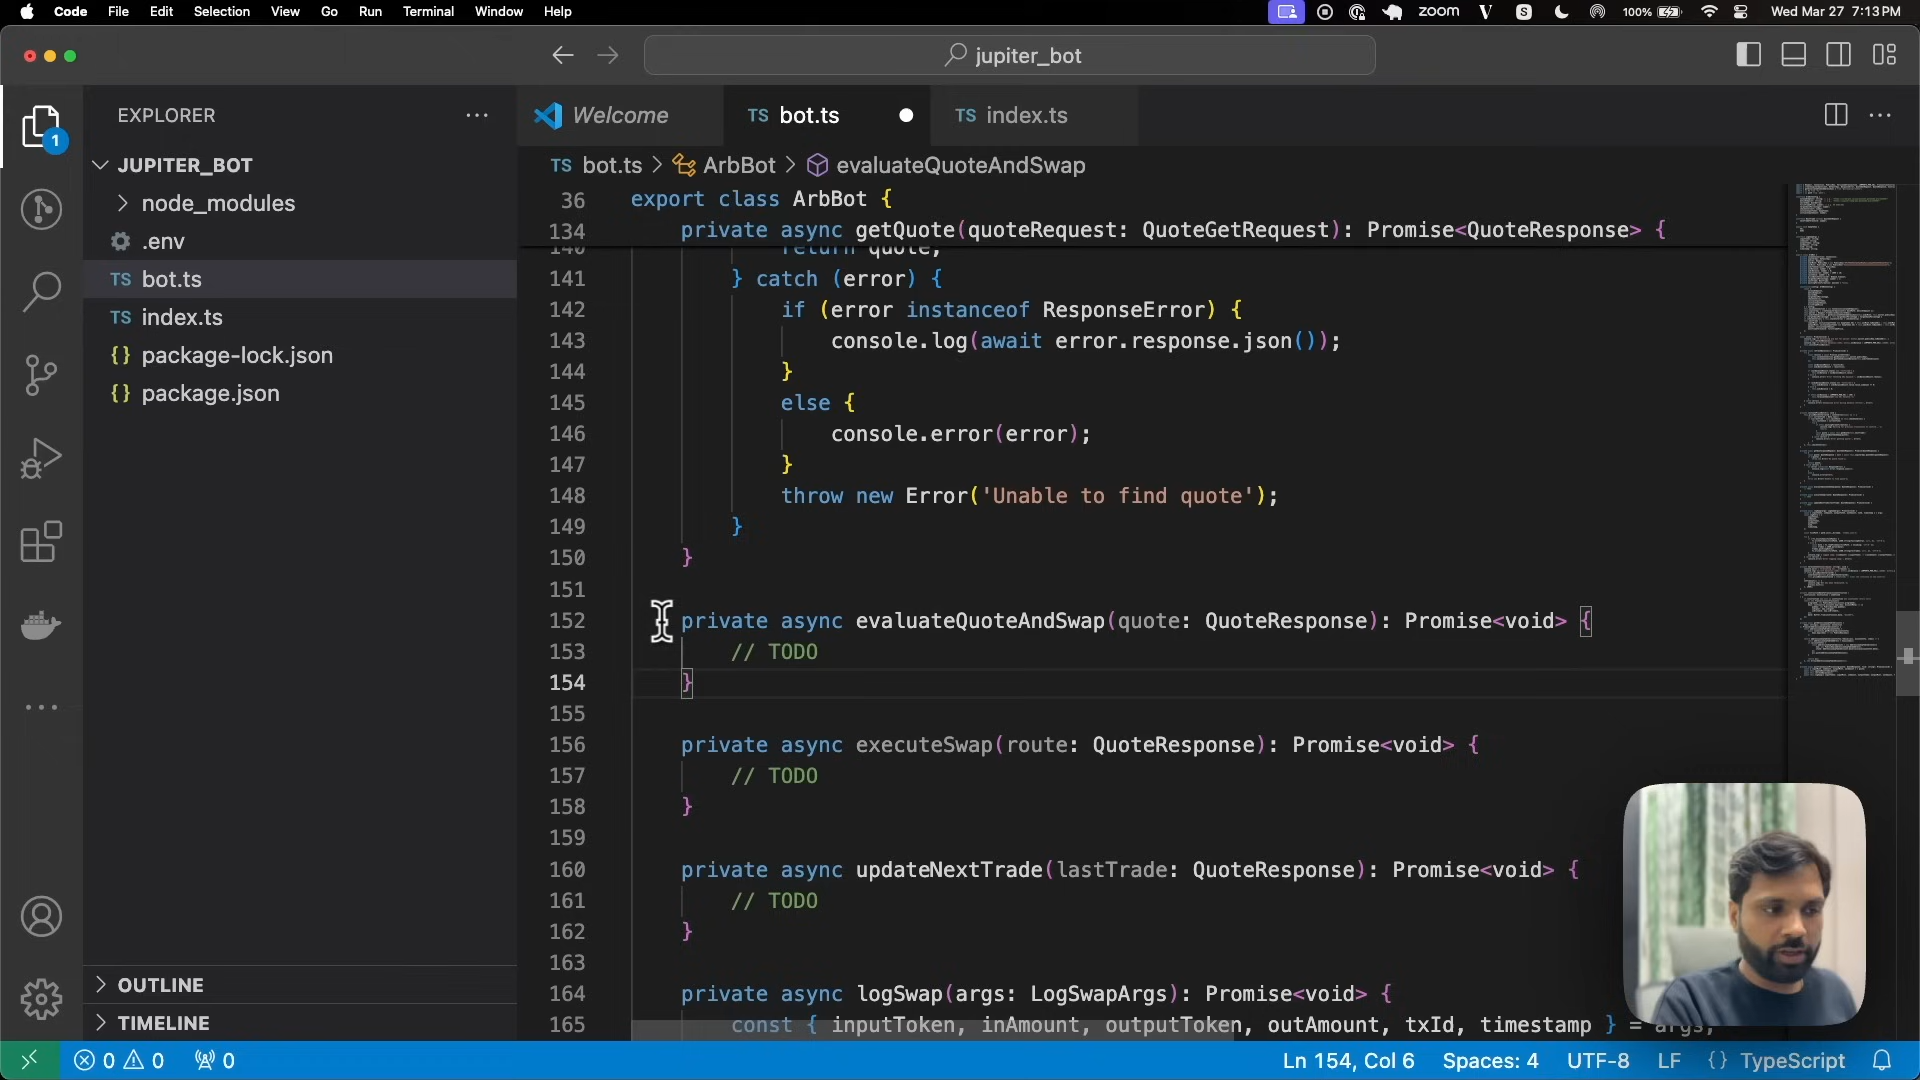 Code File Edit Selection View Go Run Terminal Window Help zoom 100% Wed Mar 27 7:13 PM
jupiter_bot
EXPLORER
Welcome
TS bot.ts
TS index.ts
1
JUPITER_BOT
node_modules
.env
TS bot.ts
TS index.ts
{} package-lock.json
{} package.json
OUTLINE
TIMELINE
TS bot.ts > ArbBot > evaluateQuoteAndSwap
36 export class ArbBot {
134 private async getQuote(quoteRequest: QuoteGetRequest): Promise<QuoteResponse> {
140 return quote;
141 } catch (error) {
142 if (error instanceof ResponseError) {
143 console.log(await error.response.json());
144 }
145 else {
146 console.error(error);
147 }
148 throw new Error('Unable to find quote');
149 }
150 }
151
152 private async evaluateQuoteAndSwap(quote: QuoteResponse): Promise<void> {
153 // TODO
154 }
155
156 private async executeSwap(route: QuoteResponse): Promise<void> {
157 // TODO
158 }
159
160 private async updateNextTrade(lastTrade: QuoteResponse): Promise<void> {
161 // TODO
162 }
163
164 private async logSwap(args: LogSwapArgs): Promise<void> {
165 const { inputToken, inAmount, outputToken, outAmount, txId, timestamp } = args;
0 0 0 Ln 154, Col 6 Spaces: 4 UTF-8 LF {} TypeScript